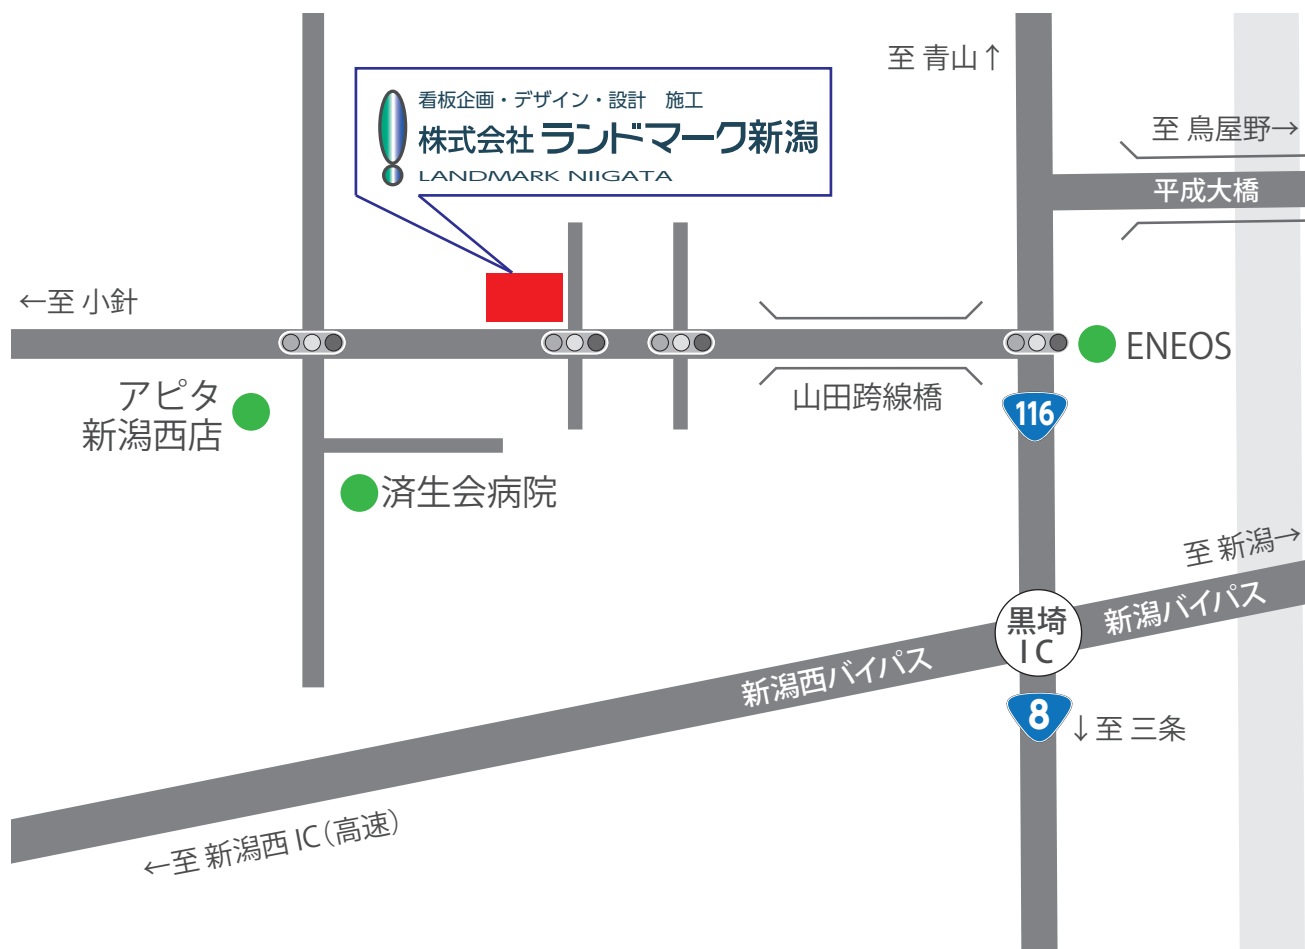 至 青山↑
看板企画・デザイン・設計　施工
株式会社 ランドマーク新潟
LANDMARK NIIGATA
至 鳥屋野→
平成大橋
←至 小針
ENEOS
アピタ
新潟西店
山田跨線橋
116
済生会病院
至 新潟→
新潟バイパス
黒埼
IC
新潟西バイパス
8
↓至 三条
←至 新潟西 IC（高速）